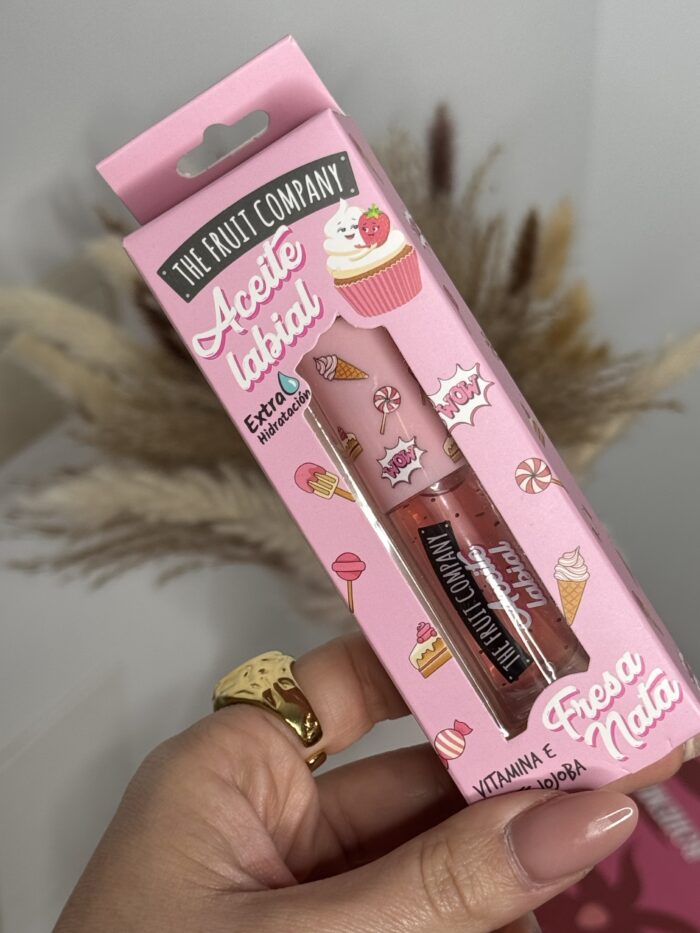 THE FRUIT COMPANY
Aceite
labial
Extra
Hidratación
WOW
WOW
THE FRUIT COMPANY
Aceite
labial
Fresa
Nata
VITAMINA E
JOJOBA